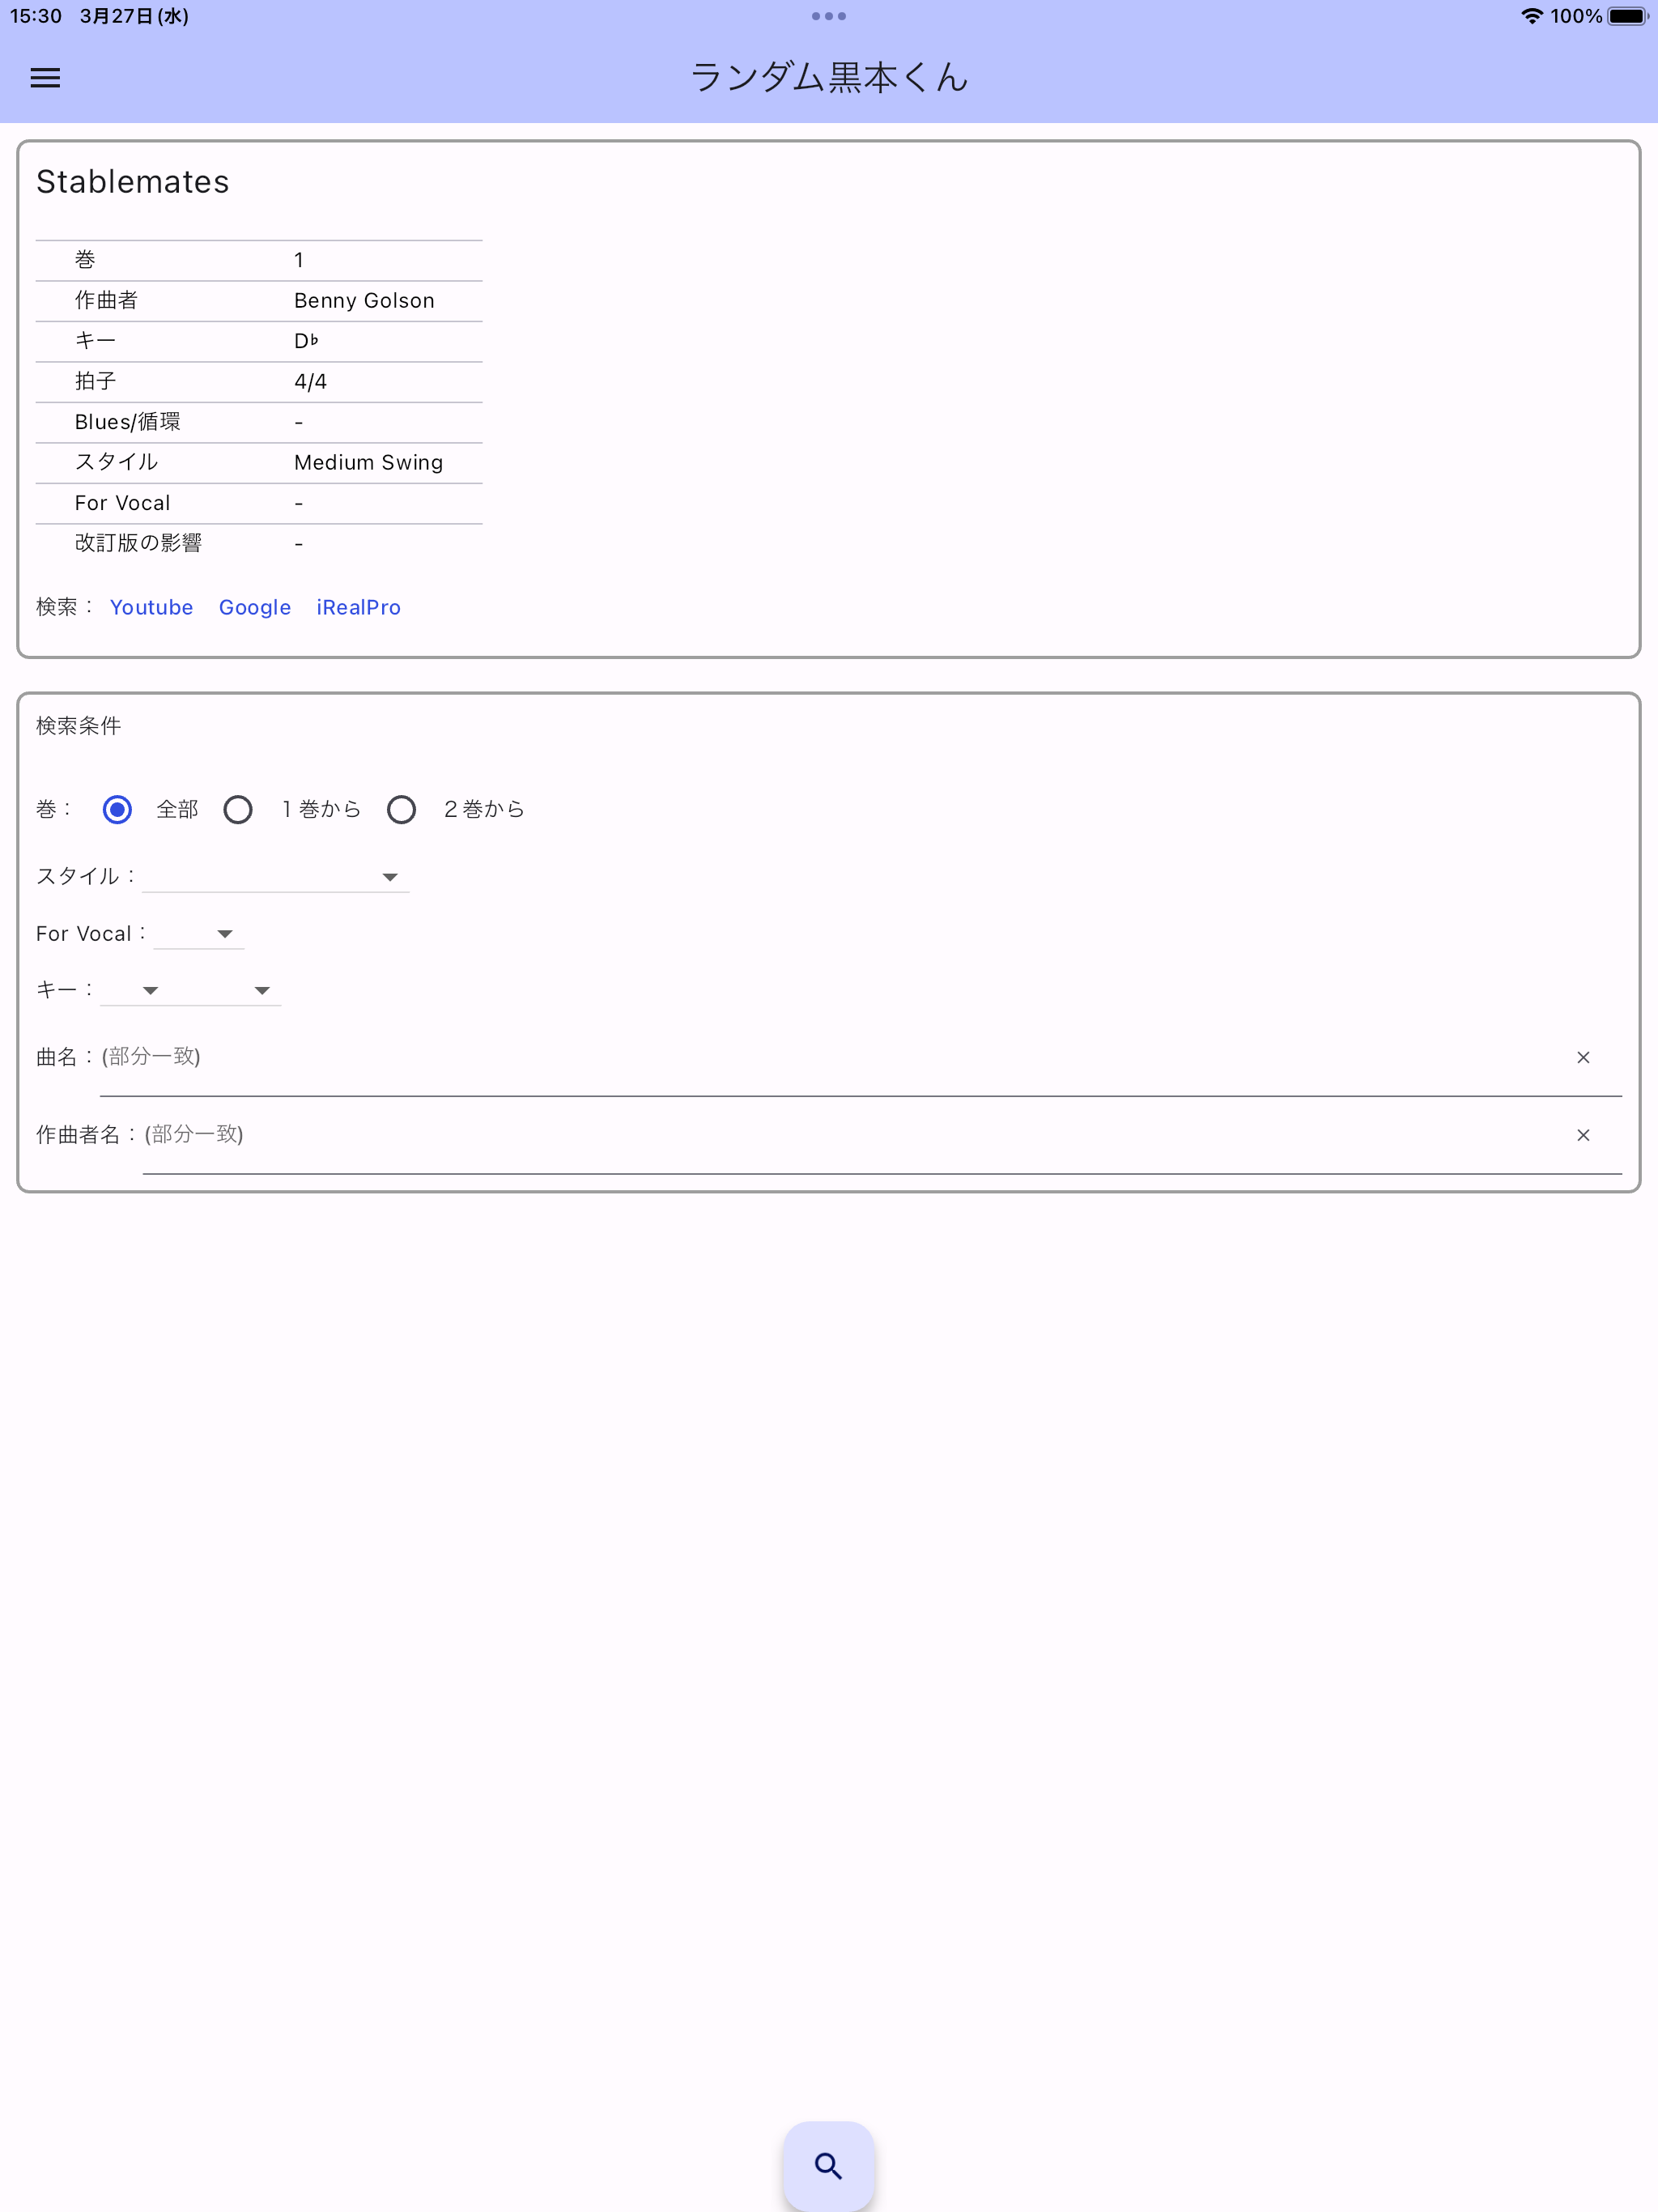 15:30 3月27日(水) 100%
ランダム黒本くん
Stablemates
巻 1
作曲者 Benny Golson
キー D♭
拍子 4/4
Blues/循環 -
スタイル Medium Swing
For Vocal -
改訂版の影響 -
検索： Youtube Google iRealPro
検索条件
巻： 全部 １巻から ２巻から
スタイル：
For Vocal：
キー：
曲名：(部分一致)
作曲者名：(部分一致)